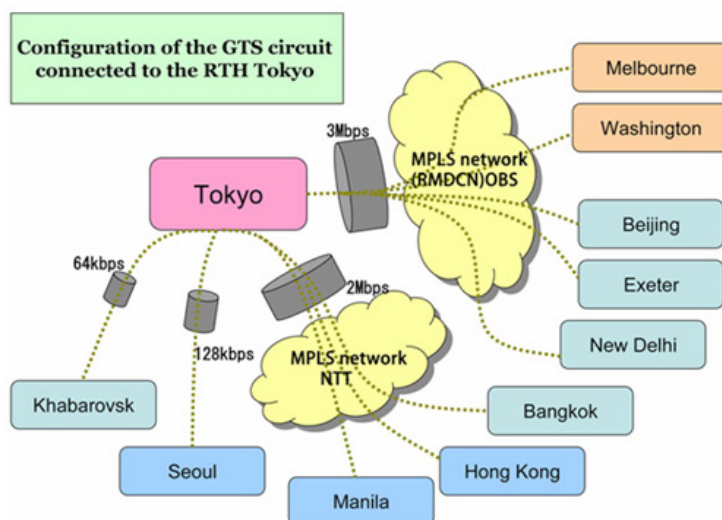 Configuration of the GTS circuit
connected to the RTH Tokyo
Melbourne
Washington
3Mbps
MPLS network
(RMDCN)OBS
Tokyo
Beijing
64kbps
Exeter
2Mbps
128kbps
New Delhi
MPLS network
NTT
Khabarovsk
Bangkok
Seoul
Hong Kong
Manila